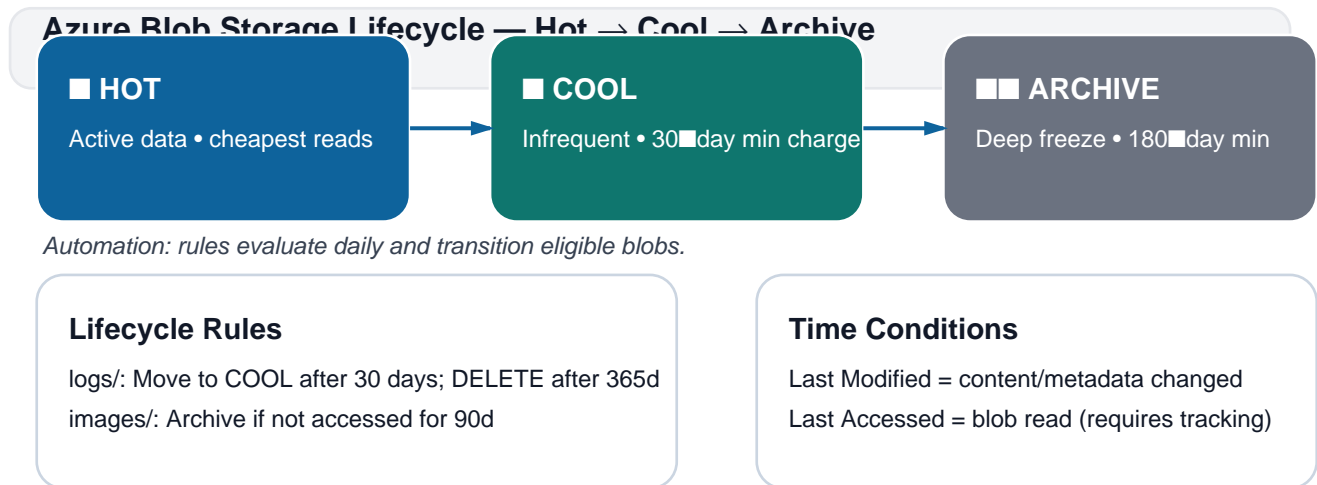 Azure Blob Storage Lifecycle — Hot → Cool → Archive
■ HOT
Active data • cheapest reads
■ COOL
Infrequent • 30■day min charge
■■ ARCHIVE
Deep freeze • 180■day min
Automation: rules evaluate daily and transition eligible blobs.
Lifecycle Rules
logs/: Move to COOL after 30 days; DELETE after 365d
images/: Archive if not accessed for 90d
Time Conditions
Last Modified = content/metadata changed
Last Accessed = blob read (requires tracking)